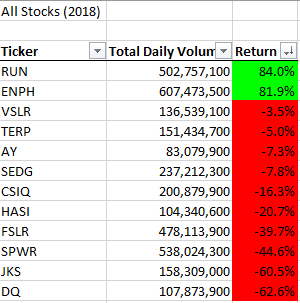 All Stocks (2018)
Ticker Total Daily Volum Return
RUN 502,757,100 84.0%
ENPH 607,473,500 81.9%
VSLR 136,539,100 -3.5%
TERP 151,434,700 -5.0%
AY 83,079,900 -7.3%
SEDG 237,212,300 -7.8%
CSIQ 200,879,900 -16.3%
HASI 104,340,600 -20.7%
FSLR 478,113,900 -39.7%
SPWR 538,024,300 -44.6%
JKS 158,309,000 -60.5%
DQ 107,873,900 -62.6%